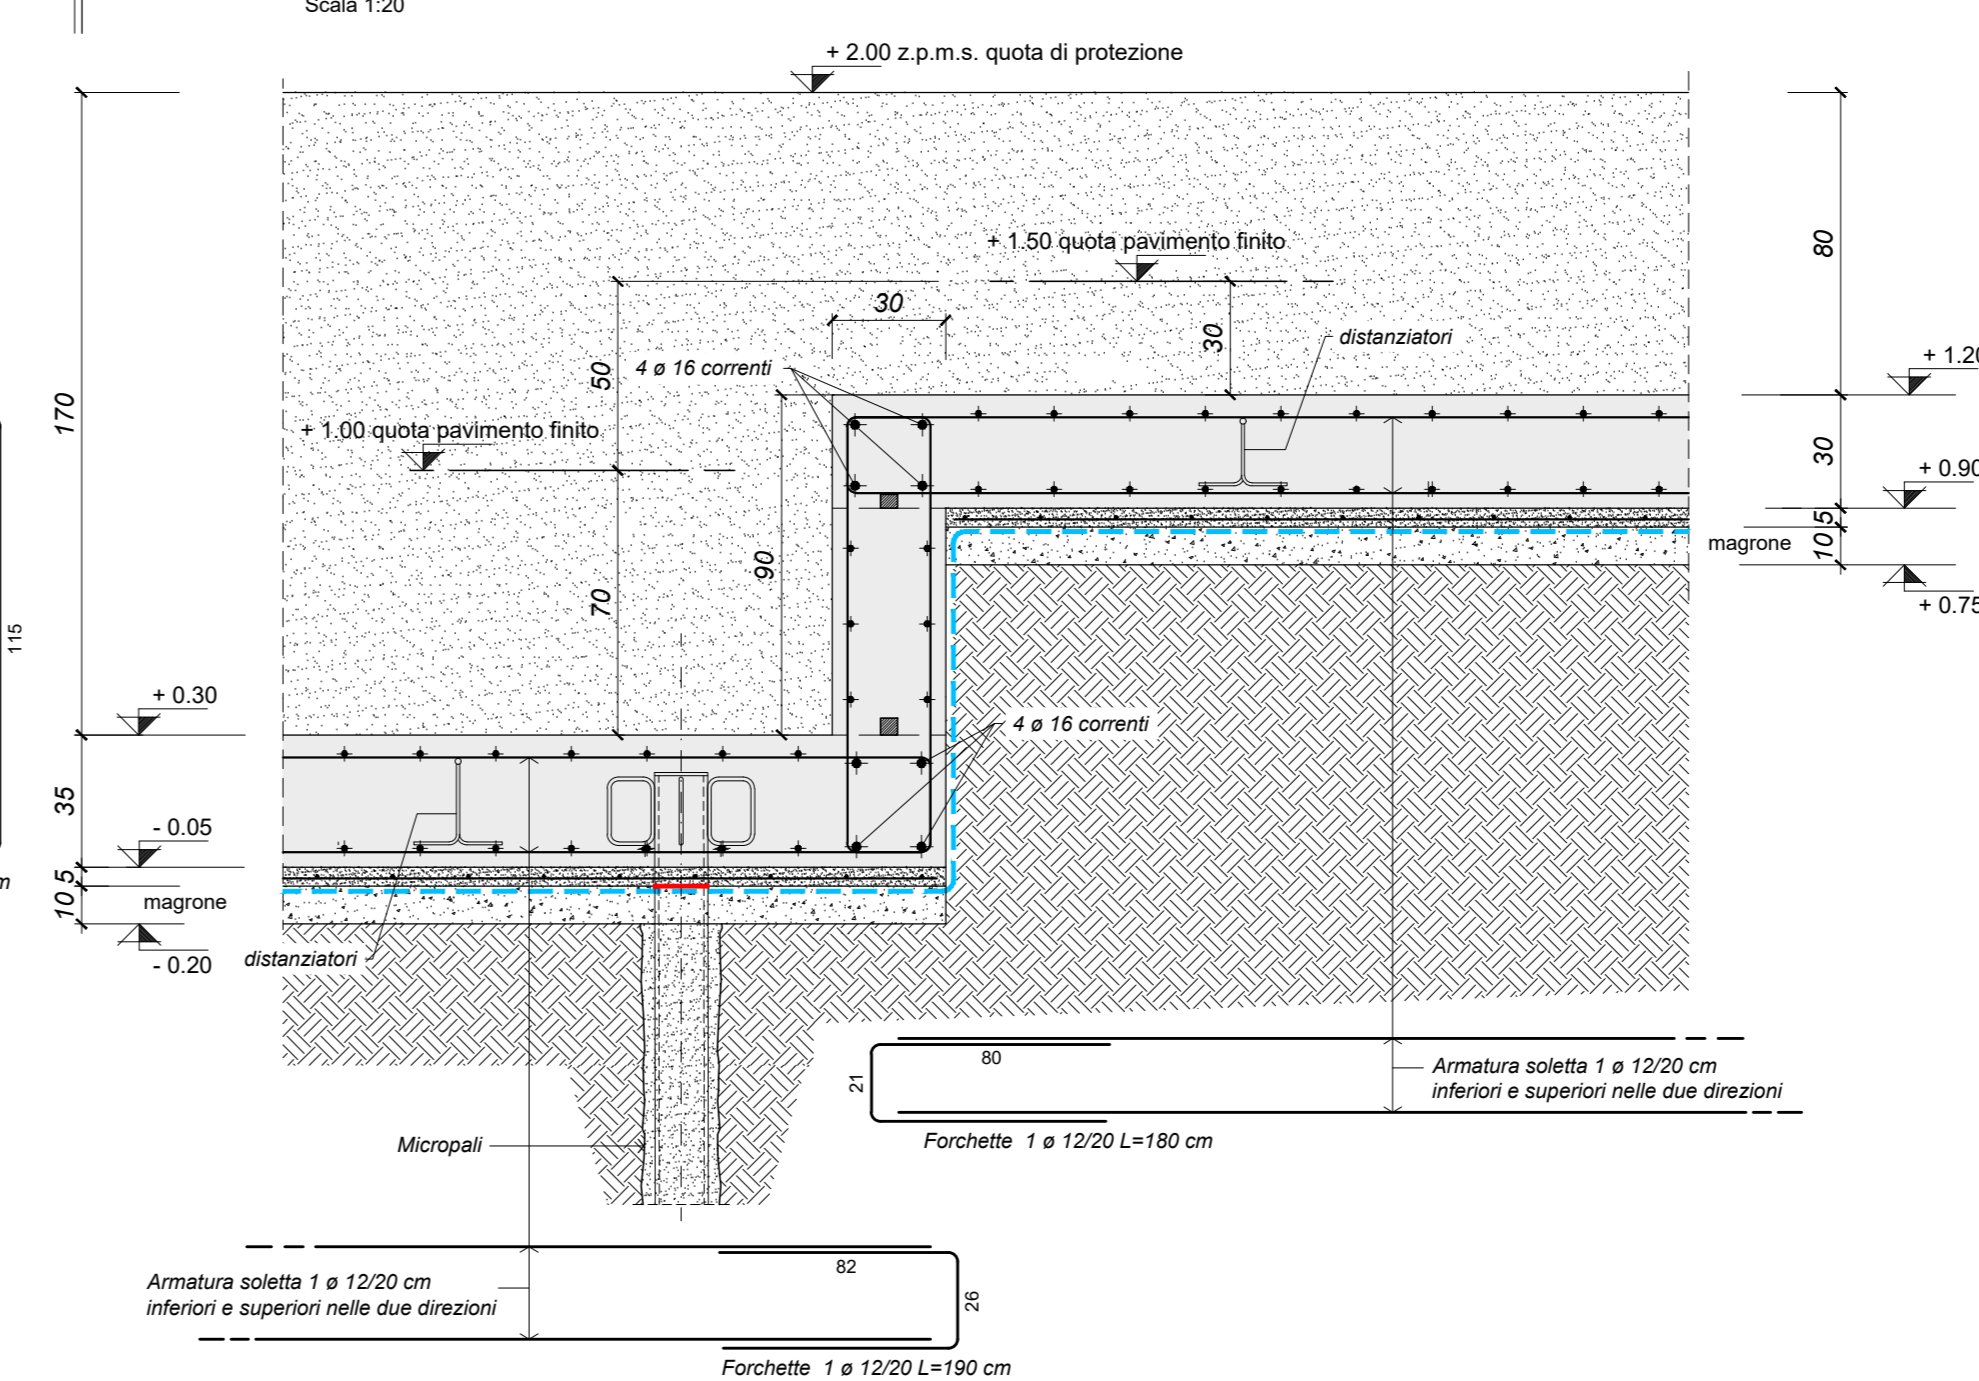 Scala 1:20
+ 2.00 z.p.m.s. quota di protezione
+ 1.50 quota pavimento finito
80
30
30
distanziatori
50
4 ø 16 correnti
+ 1.20
170
+ 1.00 quota pavimento finito
30
+ 0.90
5
magrone
10
90
70
+ 0.75
115
+ 0.30
4 ø 16 correnti
35
- 0.05
m
5
magrone
10
distanziatori
- 0.20
80
21
Armatura soletta 1 ø 12/20 cm
inferiori e superiori nelle due direzioni
Micropali
Forchette 1 ø 12/20 L=180 cm
82
Armatura soletta 1 ø 12/20 cm
inferiori e superiori nelle due direzioni
26
Forchette 1 ø 12/20 L=190 cm